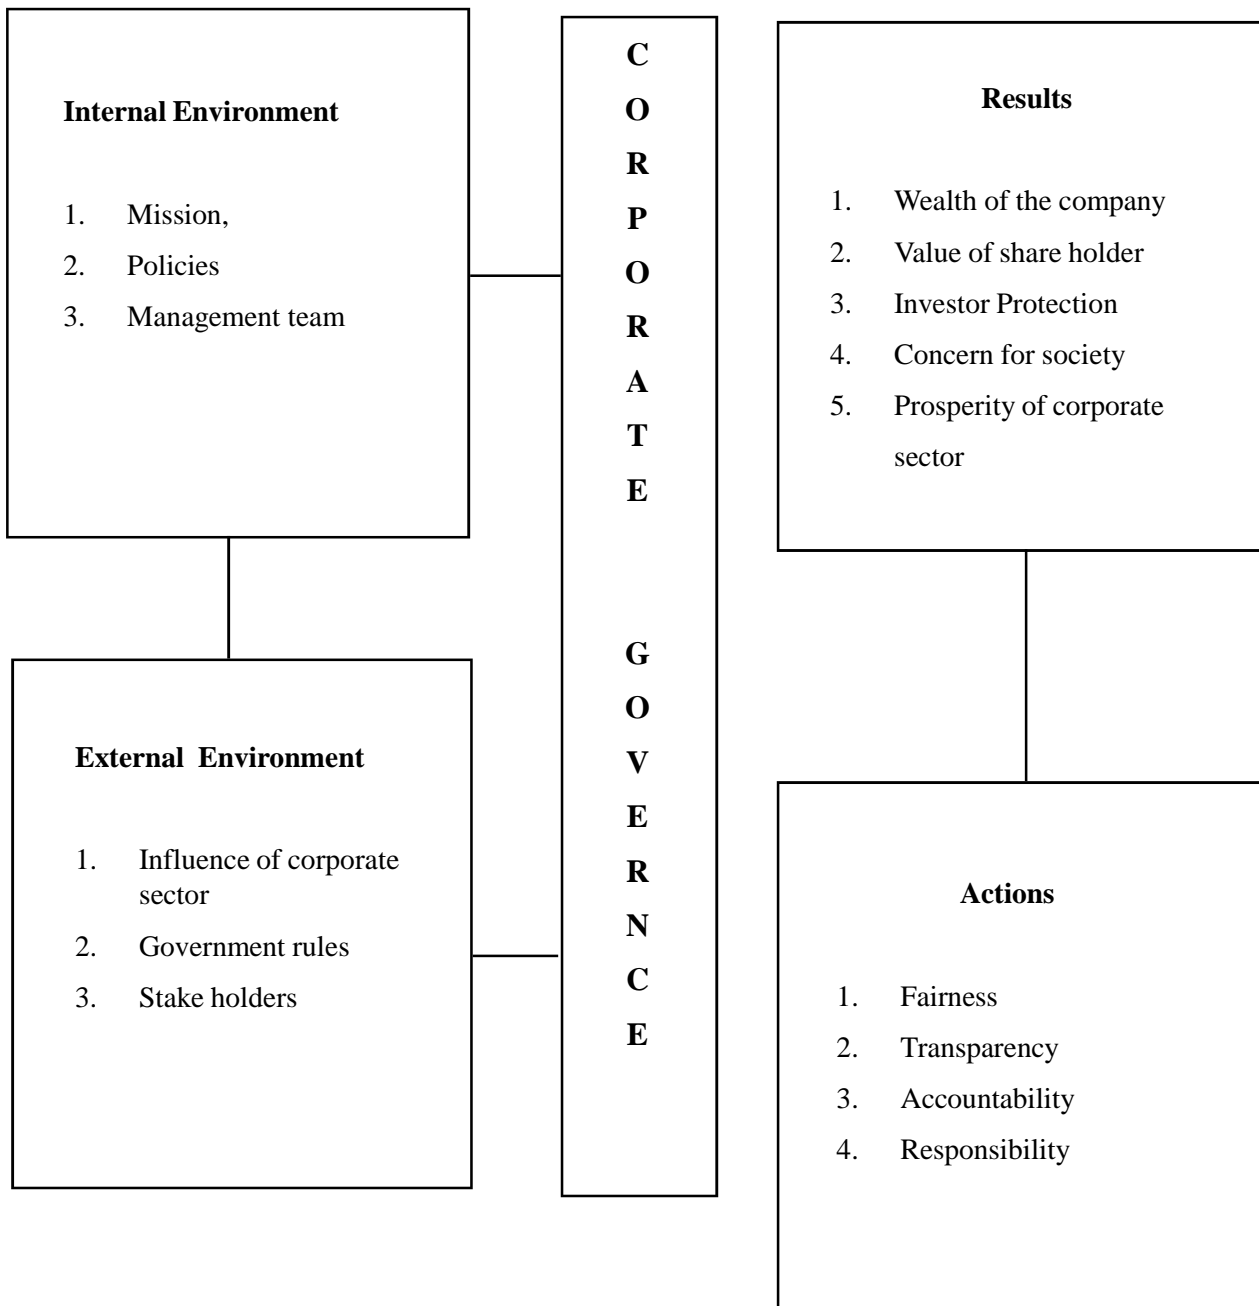 Internal Environment
1. Mission,
2. Policies
3. Management team
External Environment
1. Influence of corporate
sector
2. Government rules
3. Stake holders
C
O
R
P
O
R
A
T
E
G
O
V
E
R
N
C
E
Results
1. Wealth of the company
2. Value of share holder
3. Investor Protection
4. Concern for society
5. Prosperity of corporate
sector
Actions
1. Fairness
2. Transparency
3. Accountability
4. Responsibility